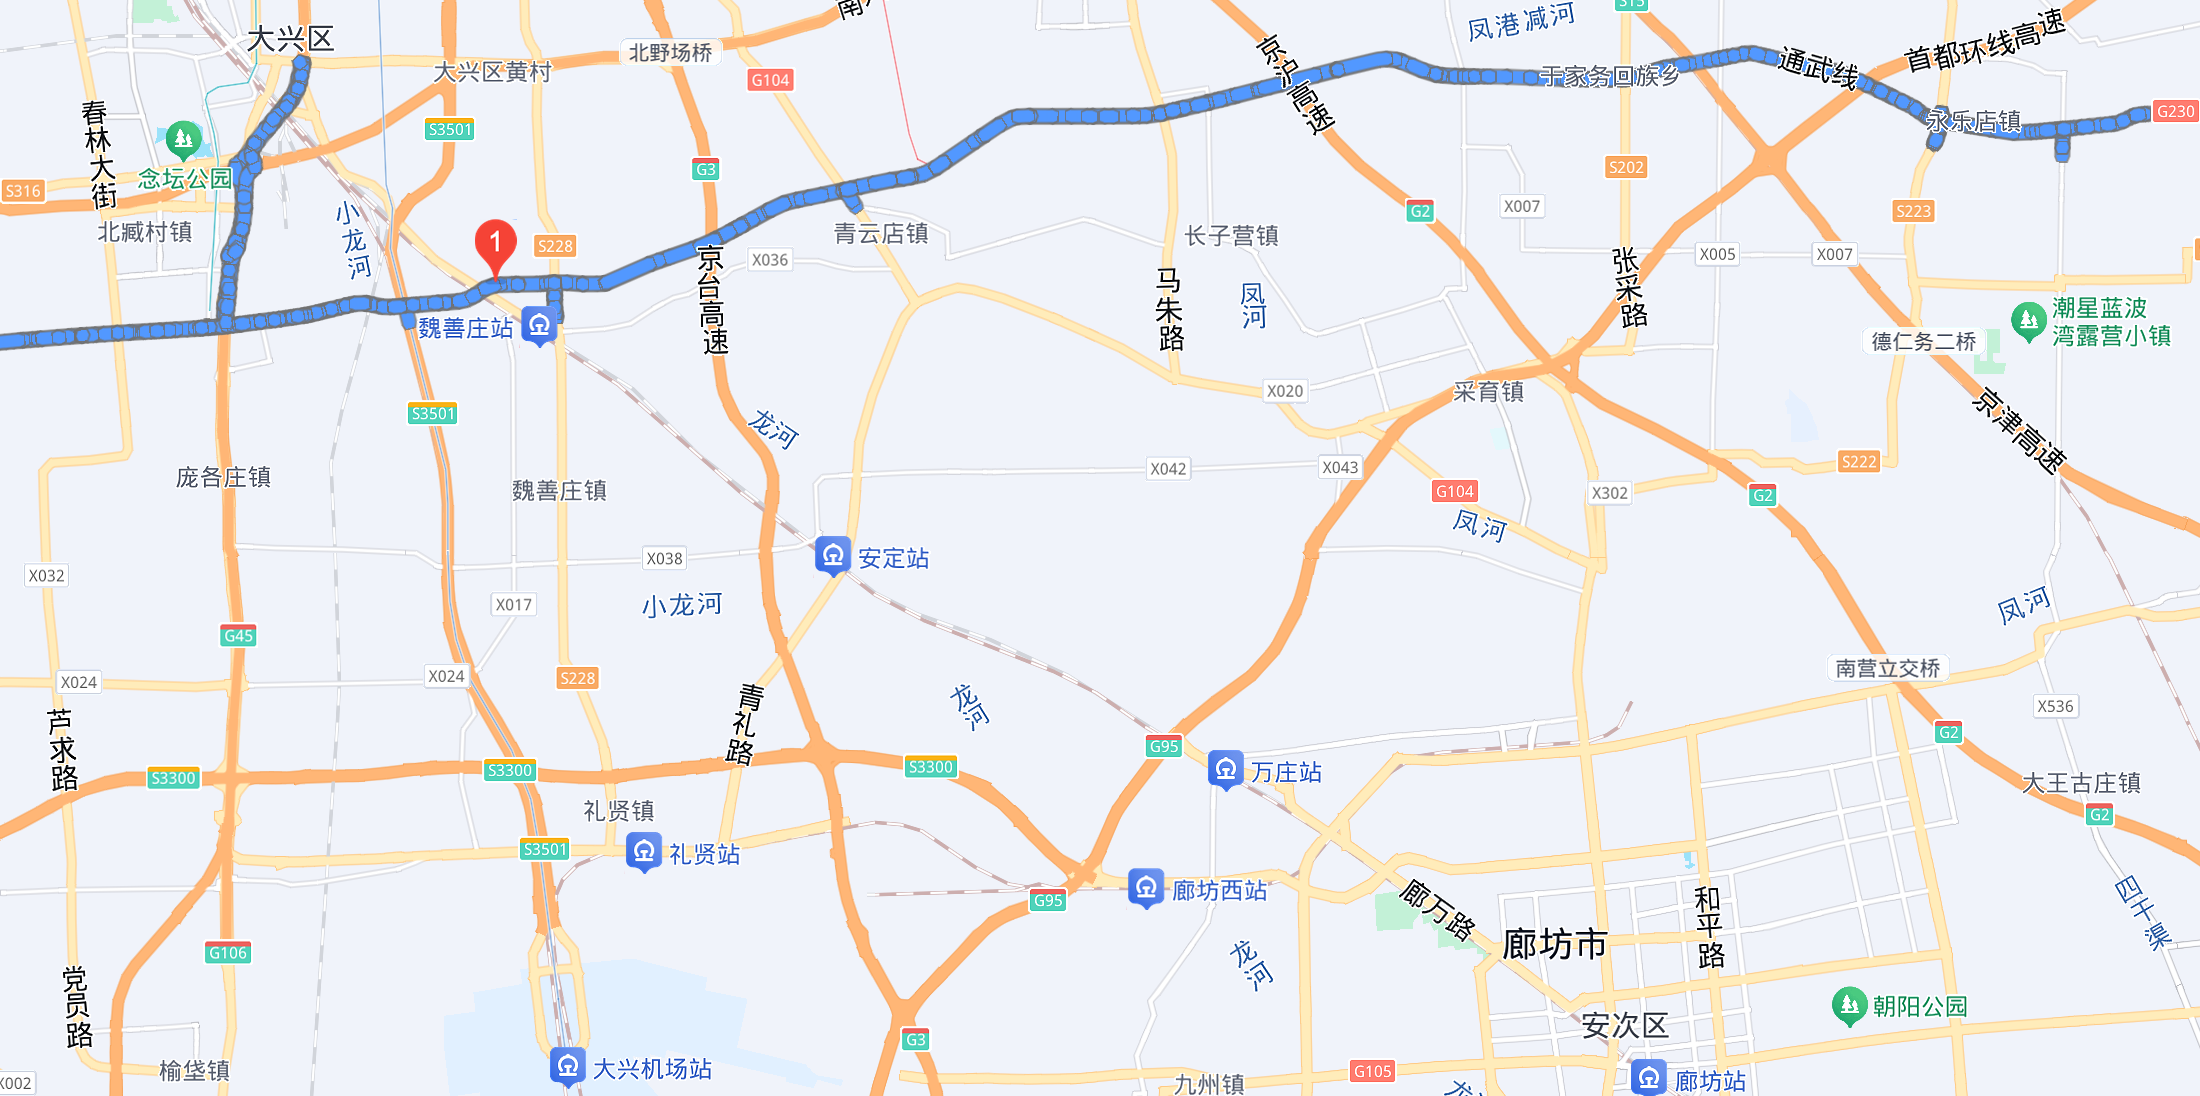 南
凤港减河
S15
大兴区
北野场桥
大兴区黄村
G104
京沪高速
于家务回族乡
通武线
首都环线高速
春林大街
S3501
G3
永乐店镇
G230
念坛公园
S316
S202
小龙河
北臧村镇
1
S228
青云店镇
X036
长子营镇
G2
X007
S223
X005
X007
京台高速
马朱路
凤河
张采路
魏善庄站
潮星蓝波
湾露营小镇
德仁务二桥
X020
采育镇
S3501
龙河
京津高速
庞各庄镇
魏善庄镇
X042
X043
G104
X302
S222
G2
凤河
X032
X038
安定站
X017
小龙河
凤河
G45
X024
X024
S228
南营立交桥
青礼路
龙河
X536
芦求路
S3300
S3300
S3300
G95
万庄站
G2
大王古庄镇
礼贤镇
G2
S3501
礼贤站
G95
廊坊西站
廊万路
和平路
四干渠
G106
龙河
廊坊市
党员路
朝阳公园
安次区
G3
榆垡镇
X002
大兴机场站
九州镇
G105
龙
廊坊站